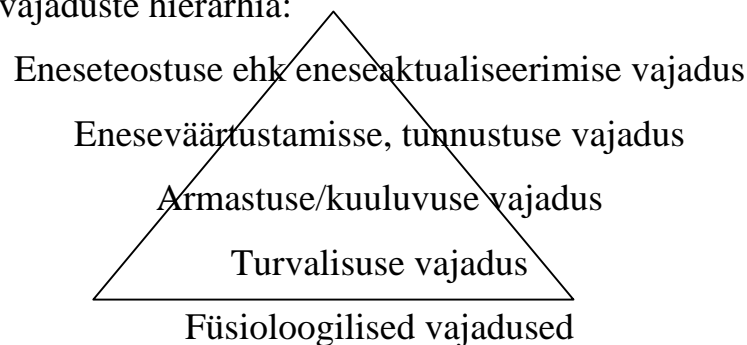 vajaduste hierarhia:
Eneseteostuse ehk eneseaktualiseerimise vajadus
Eneseväärtustamisse, tunnustuse vajadus
Armastuse/kuuluvuse vajadus
Turvalisuse vajadus
Füsioloogilised vajadused